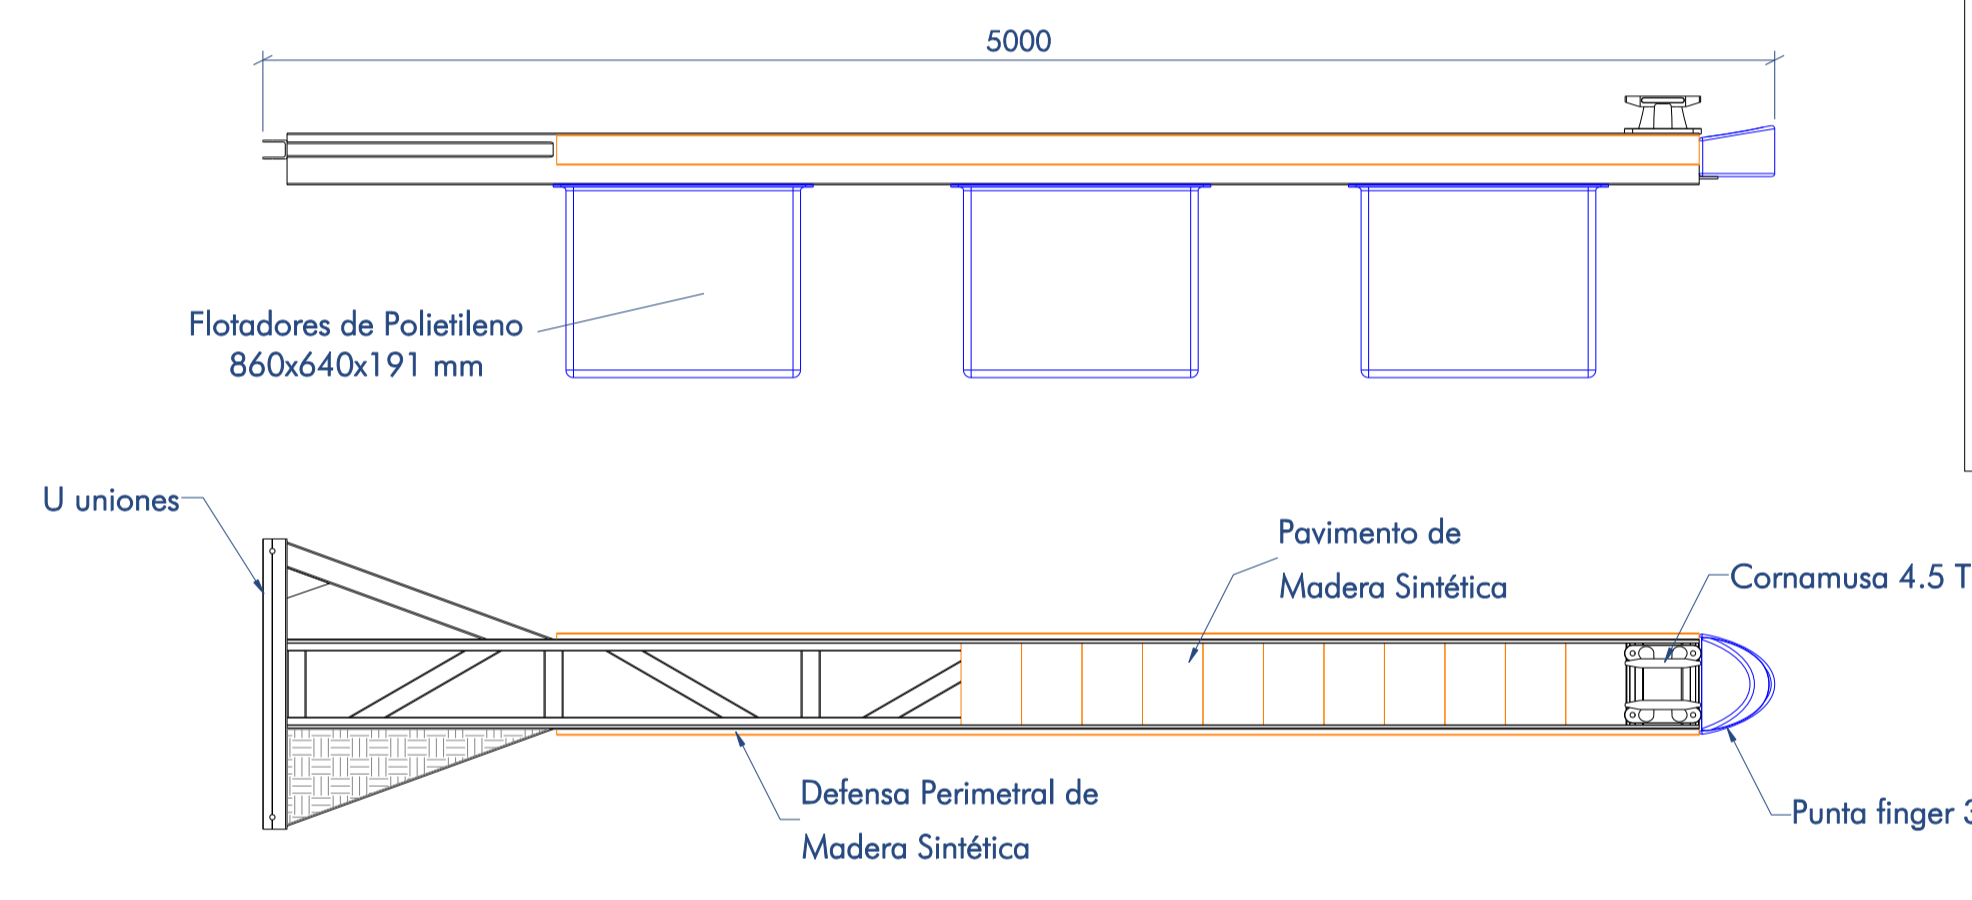 5000
Flotadores de Polietileno
860x640x191 mm
U uniones
Pavimento de
Madera Sintética
Cornamusa 4.5 T
Defensa Perimetral de
Madera Sintética
Punta finger